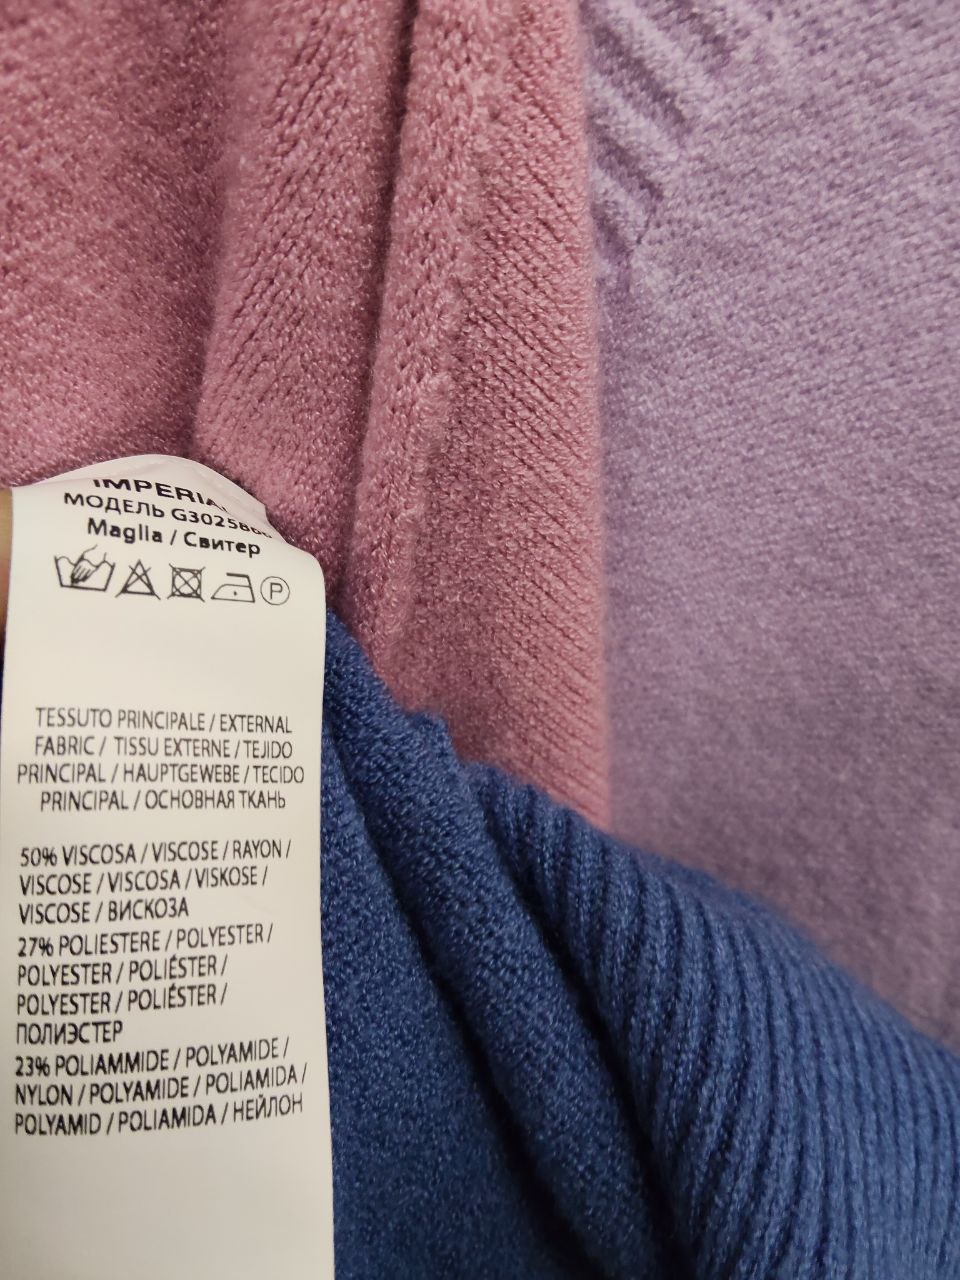 МОДЕЛЬ
Maglia / Свитер
P
TESSUTO PRINCIPALE / EXTERNAL
FABRIC / TISSU EXTERNE / TEJIDO
PRINCIPAL / HAUPTGEWEBE / TECIDO
PRINCIPAL / ОСНОВНАЯ ТКАНЬ
50% VISCOSA / VISCOSE / RAYON /
VISCOSE / VISCOSA / VISKOSE /
VISCOSE / ВИСКОЗА
27% POLIESTERE / POLYESTER /
POLYESTER / POLIÉSTER /
POLYESTER / POLIÉSTER /
ПОЛИЭСТЕР
23% POLIAMMIDE / POLYAMIDE /
NYLON / POLYAMIDE / POLIAMIDA /
POLYAMID / POLIAMIDA / НЕЙЛОН